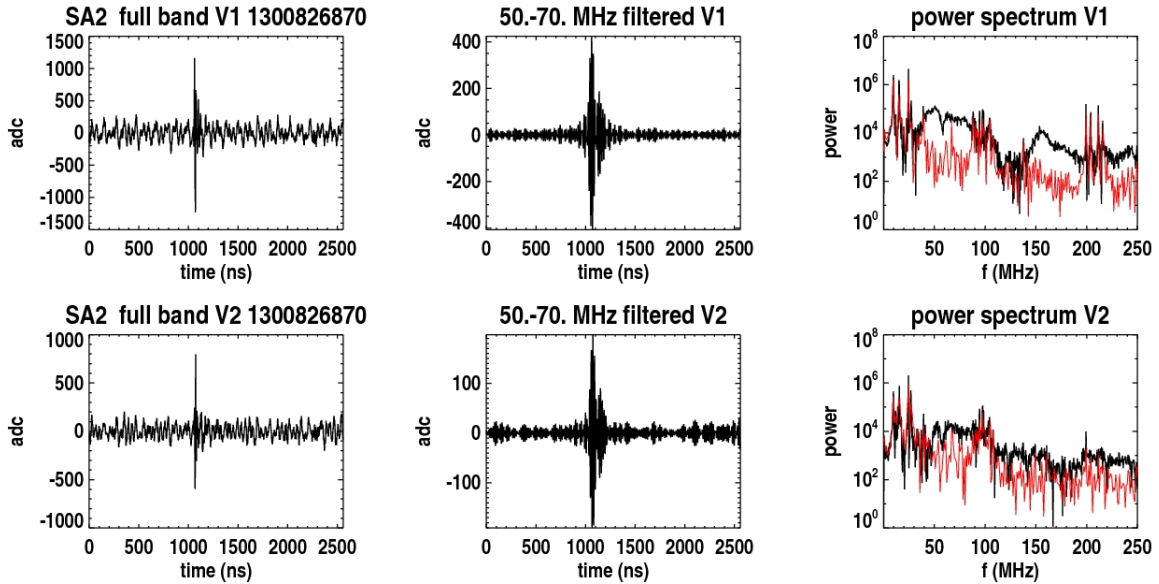 SA2 full band V1 1300826870
50.-70. MHz filtered V1
power spectrum V1
1500
1000
500
0
-500
-1000
-1500
adc
0 500 1000 1500 2000 2500
time (ns)
400
200
0
-200
-400
adc
0 500 1000 1500 2000 2500
time (ns)
10^8
10^6
10^4
10^2
10^0
power
50 100 150 200 250
f (MHz)
SA2 full band V2 1300826870
50.-70. MHz filtered V2
power spectrum V2
1000
500
0
-500
-1000
adc
0 500 1000 1500 2000 2500
time (ns)
100
0
-100
adc
0 500 1000 1500 2000 2500
time (ns)
10^8
10^6
10^4
10^2
10^0
power
50 100 150 200 250
f (MHz)